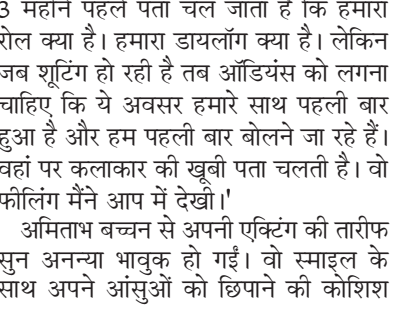 3 महीने पहले पता चल जाता है कि हमारा
रोल क्या है। हमारा डायलॉग क्या है। लेकिन
जब शूटिंग हो रही है तब ऑडियंस को लगना
चाहिए कि ये अवसर हमारे साथ पहली बार
हुआ है और हम पहली बार बोलने जा रहे हैं।
वहां पर कलाकार की खूबी पता चलती है। वो
फीलिंग मैंने आप में देखी।'
अमिताभ बच्चन से अपनी एक्टिंग की तारीफ
सुन अनन्या भावुक हो गईं। वो स्माइल के
साथ अपने आंसुओं को छिपाने की कोशिश